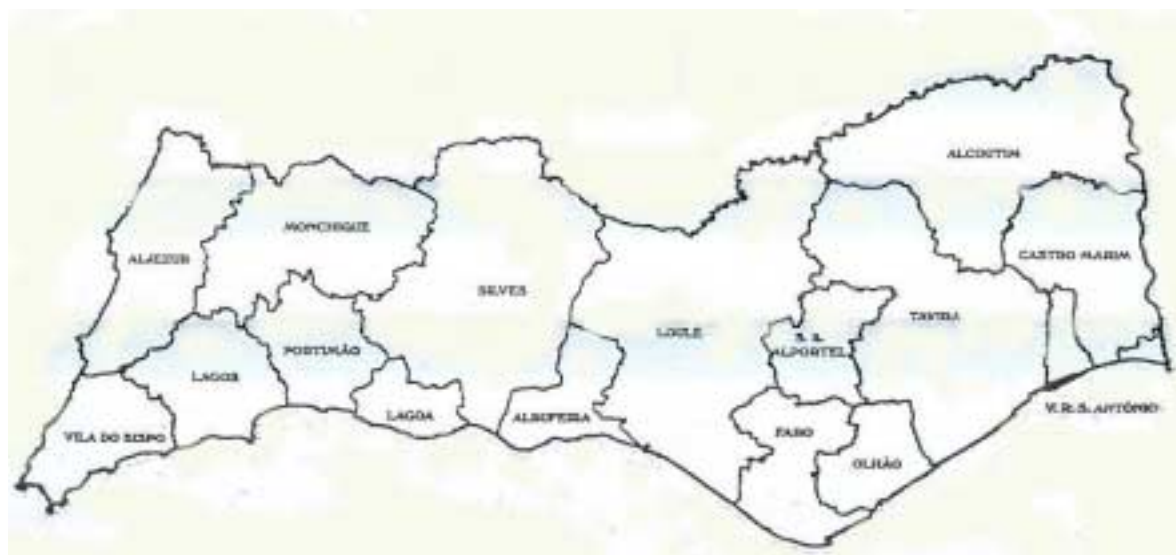 ALCOUTIM
MONCHIQUE
ALJEZUR
CASTRO MARIM
SILVES
TAVIRA
LOULÉ
S. B.
ALPORTEL
PORTIMÃO
LAGOS
LAGOA
ALBUFEIRA
V. R. S. ANTÓNIO
VILA DO BISPO
FARO
OLHÃO